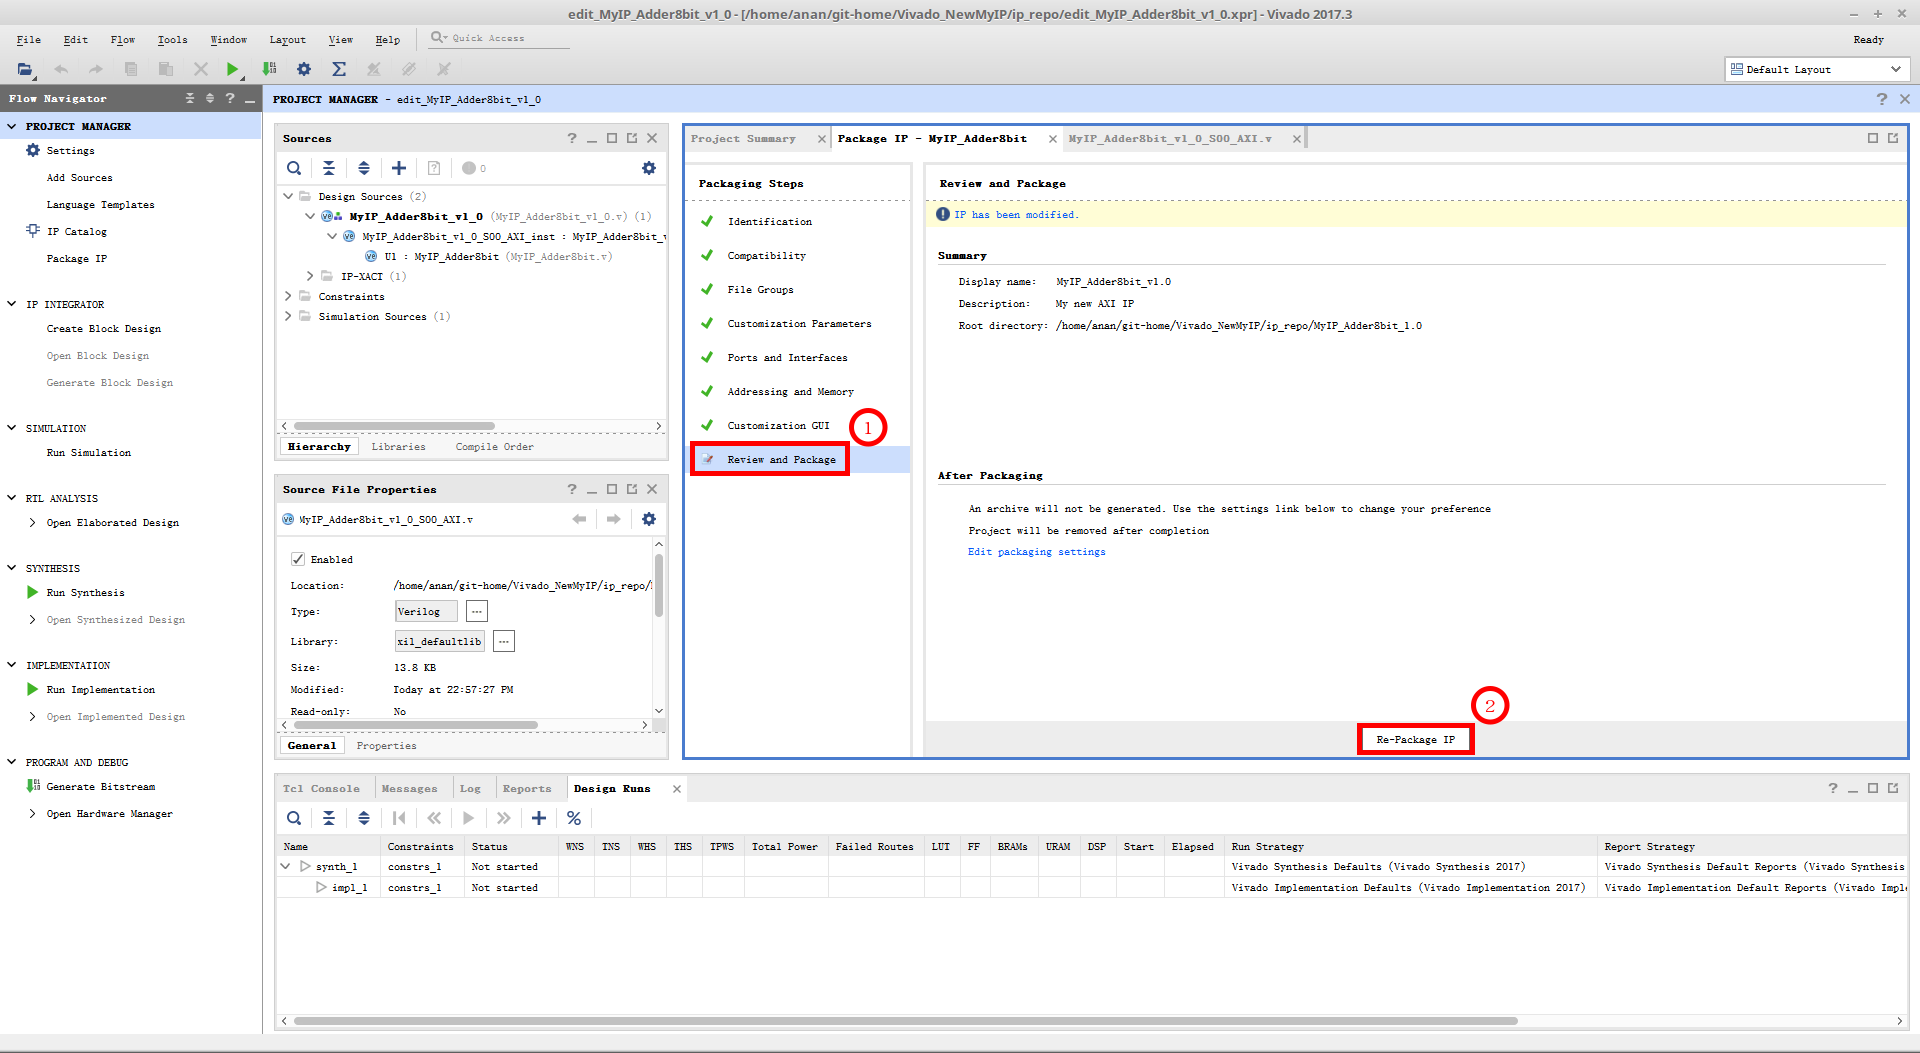 edit_MyIP_Adder8bit_v1_0 - [/home/anan/git-home/Vivado_NewMyIP/ip_repo/edit_MyIP_Adder8bit_v1_0.xpr] - Vivado 2017.3
File Edit Flow Tools Window Layout View Help Quick Access Ready
Default Layout
Flow Navigator
PROJECT MANAGER
Settings
Add Sources
Language Templates
IP Catalog
Package IP
IP INTEGRATOR
Create Block Design
Open Block Design
Generate Block Design
SIMULATION
Run Simulation
RTL ANALYSIS
Open Elaborated Design
SYNTHESIS
Run Synthesis
Open Synthesized Design
IMPLEMENTATION
Run Implementation
Open Implemented Design
PROGRAM AND DEBUG
Generate Bitstream
Open Hardware Manager
PROJECT MANAGER - edit_MyIP_Adder8bit_v1_0
Sources
0
Design Sources (2)
MyIP_Adder8bit_v1_0 (MyIP_Adder8bit_v1_0.v) (1)
MyIP_Adder8bit_v1_0_S00_AXI_inst : MyIP_Adder8bit_v
U1 : MyIP_Adder8bit (MyIP_Adder8bit.v)
IP-XACT (1)
Constraints
Simulation Sources (1)
Hierarchy Libraries Compile Order
Source File Properties
MyIP_Adder8bit_v1_0_S00_AXI.v
Enabled
Location: /home/anan/git-home/Vivado_NewMyIP/ip_repo/
Type: Verilog ...
Library: xil_defaultlib ...
Size: 13.8 KB
Modified: Today at 22:57:27 PM
Read-only: No
General Properties
Project Summary Package IP - MyIP_Adder8bit MyIP_Adder8bit_v1_0_S00_AXI.v
Packaging Steps
Identification
Compatibility
File Groups
Customization Parameters
Ports and Interfaces
Addressing and Memory
Customization GUI
1
Review and Package
Review and Package
IP has been modified.
Summary
Display name: MyIP_Adder8bit_v1.0
Description: My new AXI IP
Root directory: /home/anan/git-home/Vivado_NewMyIP/ip_repo/MyIP_Adder8bit_1.0
After Packaging
An archive will not be generated. Use the settings link below to change your preference
Project will be removed after completion
Edit packaging settings
2
Re-Package IP
Tcl Console Messages Log Reports Design Runs
Name Constraints Status WNS TNS WHS THS TPWS Total Power Failed Routes LUT FF BRAMs URAM DSP Start Elapsed Run Strategy Report Strategy
synth_1 constrs_1 Not started Vivado Synthesis Defaults (Vivado Synthesis 2017) Vivado Synthesis Default Reports (Vivado Synthesis
impl_1 constrs_1 Not started Vivado Implementation Defaults (Vivado Implementation 2017) Vivado Implementation Default Reports (Vivado Impl